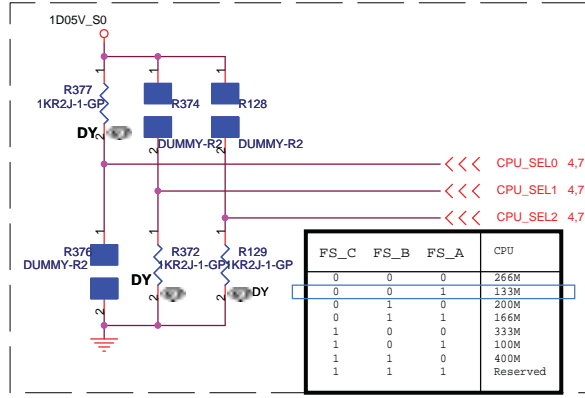 1D05V_S0
1
1
1
R377
1KR2J-1-GP
R374
R128
DY
2
2
2
DUMMY-R2
DUMMY-R2
CPU_SEL0 4,7
CPU_SEL1 4,7
CPU_SEL2 4,7
1
1
1
R376
DUMMY-R2
R372
1KR2J-1-GP
R129
1KR2J-1-GP
DY
DY
2
2
2
FS_C FS_B FS_A CPU
0 0 0 266M
0 0 1 133M
0 1 0 200M
0 1 1 166M
1 0 0 333M
1 0 1 100M
1 1 0 400M
1 1 1 Reserved